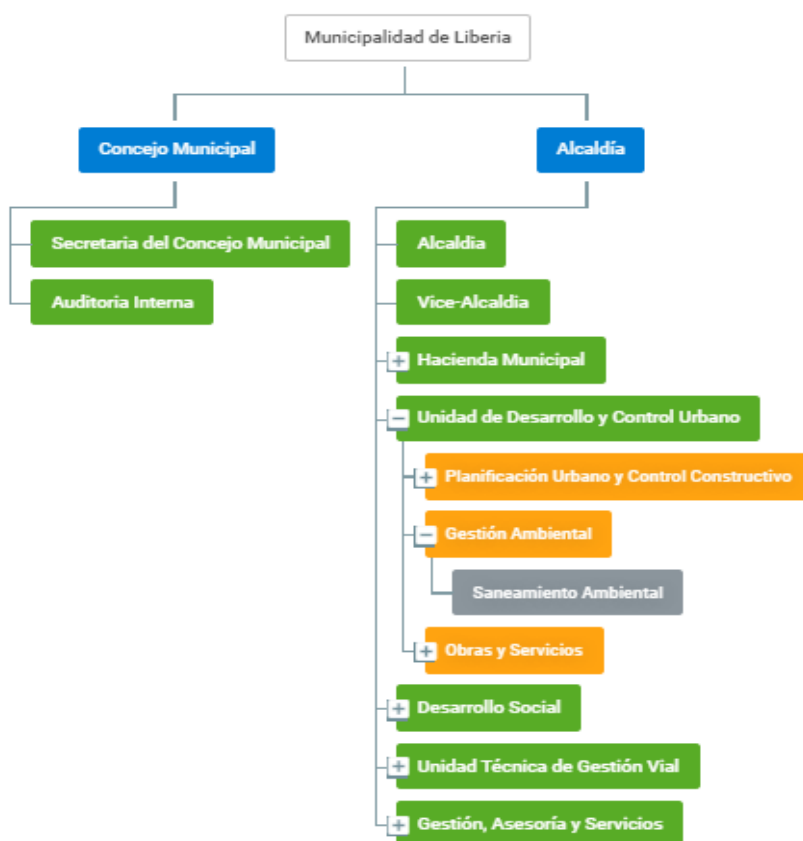 Municipalidad de Liberia
Concejo Municipal
Alcaldía
Secretaria del Concejo Municipal
Auditoria Interna
Alcaldia
Vice-Alcaldia
Hacienda Municipal
Unidad de Desarrollo y Control Urbano
Planificación Urbano y Control Constructivo
Gestión Ambiental
Saneamiento Ambiental
Obras y Servicios
Desarrollo Social
Unidad Técnica de Gestión Vial
Gestión, Asesoría y Servicios